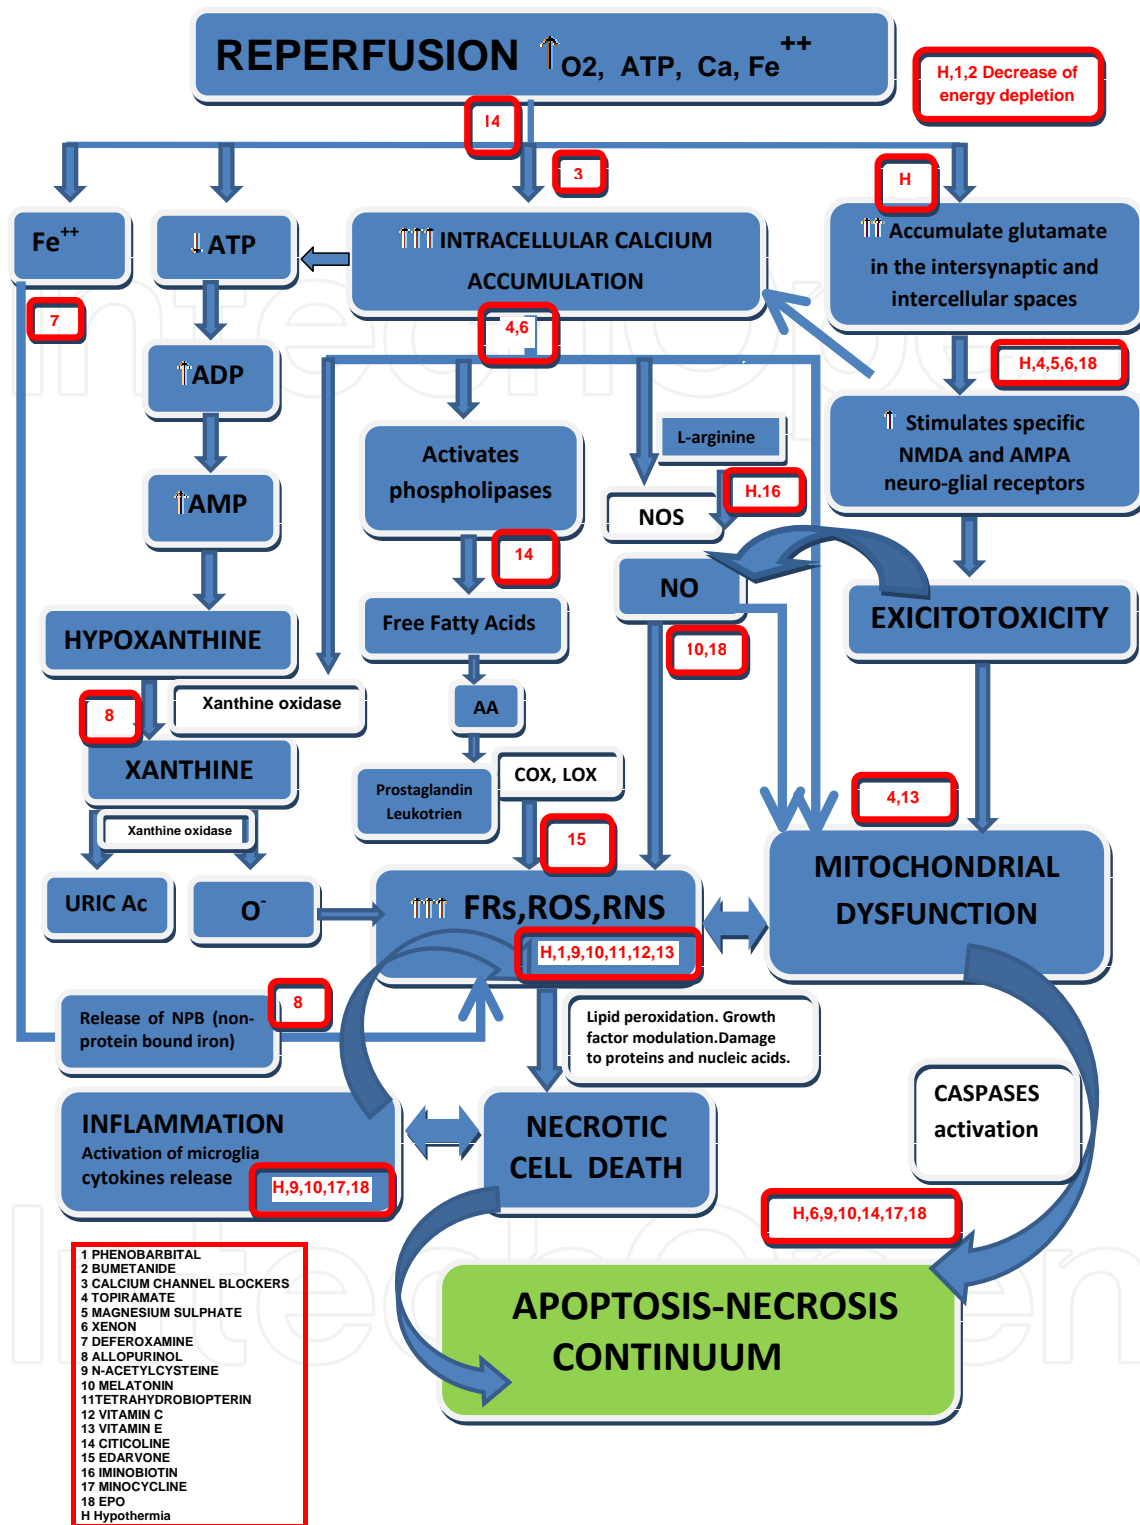 REPERFUSION ↑O2, ATP, Ca, Fe++
H,1,2 Decrease of
energy depletion
14
3
H
Fe++
↓ATP
↑↑↑ INTRACELLULAR CALCIUM
ACCUMULATION
↑↑ Accumulate glutamate
in the intersynaptic and
intercellular spaces
7
4,6
H,4,5,6,18
↑ADP
↑ Stimulates specific
NMDA and AMPA
neuro-glial receptors
L-arginine
Activates
phospholipases
↑AMP
H,16
NOS
14
NO
EXICITOTOXICITY
Free Fatty Acids
HYPOXANTHINE
10,18
Xanthine oxidase
8
AA
XANTHINE
COX, LOX
Prostaglandin
Leukotrien
4,13
Xanthine oxidase
15
MITOCHONDRIAL
DYSFUNCTION
URIC Ac
O-
↑↑↑ FRs,ROS,RNS
H,1,9,10,11,12,13
8
Release of NPB (non-
protein bound iron)
Lipid peroxidation. Growth
factor modulation.Damage
to proteins and nucleic acids.
CASPASES
activation
INFLAMMATION
Activation of microglia
cytokines release
H,9,10,17,18
NECROTIC
CELL DEATH
H,6,9,10,14,17,18
1 PHENOBARBITAL
2 BUMETANIDE
3 CALCIUM CHANNEL BLOCKERS
4 TOPIRAMATE
5 MAGNESIUM SULPHATE
6 XENON
7 DEFEROXAMINE
8 ALLOPURINOL
9 N-ACETYLCYSTEINE
10 MELATONIN
11TETRAHYDROBIOPTERIN
12 VITAMIN C
13 VITAMIN E
14 CITICOLINE
15 EDARVONE
16 IMINOBIOTIN
17 MINOCYCLINE
18 EPO
H Hypothermia
APOPTOSIS-NECROSIS
CONTINUUM
IntechOpen
IntechOpen